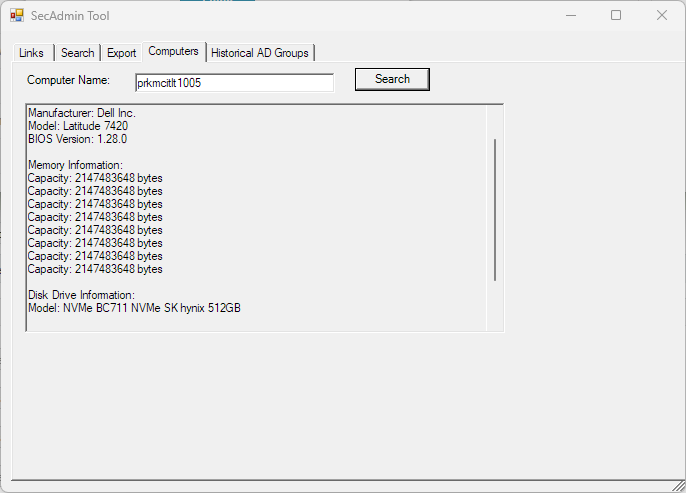 SecAdmin Tool
Links Search Export Computers Historical AD Groups
Computer Name: prkmcitlt1005 Search
Manufacturer: Dell Inc.
Model: Latitude 7420
BIOS Version: 1.28.0
Memory Information:
Capacity: 2147483648 bytes
Capacity: 2147483648 bytes
Capacity: 2147483648 bytes
Capacity: 2147483648 bytes
Capacity: 2147483648 bytes
Capacity: 2147483648 bytes
Capacity: 2147483648 bytes
Capacity: 2147483648 bytes
Disk Drive Information:
Model: NVMe BC711 NVMe SK hynix 512GB